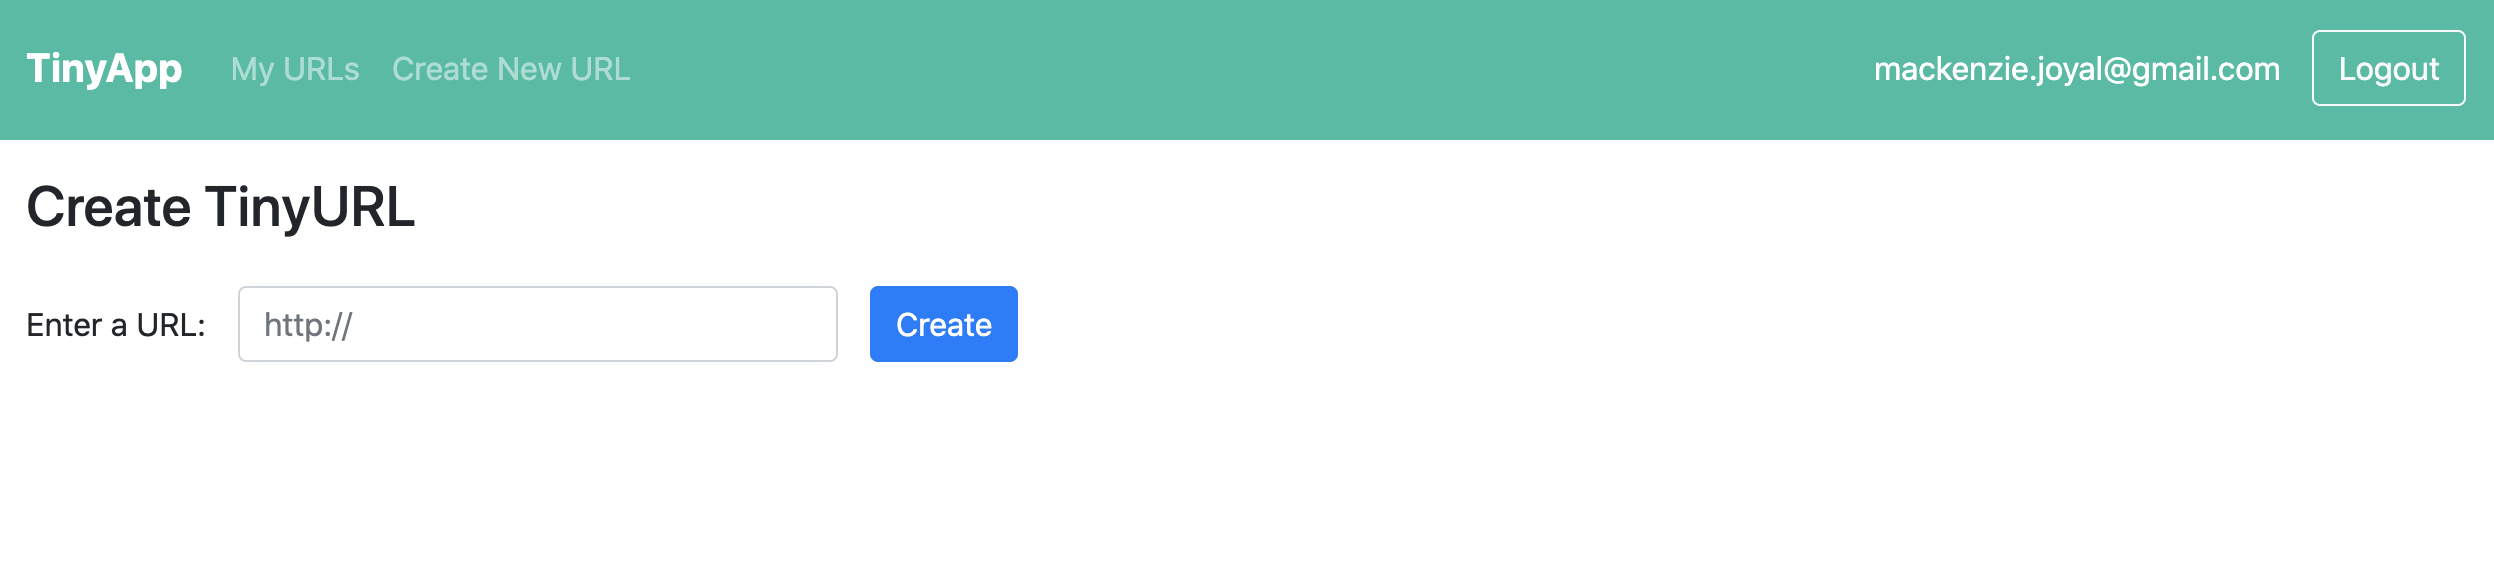 TinyApp My URLs Create New URL mackenzie.joyal@gmail.com Logout
Create TinyURL
Enter a URL: http:// Create